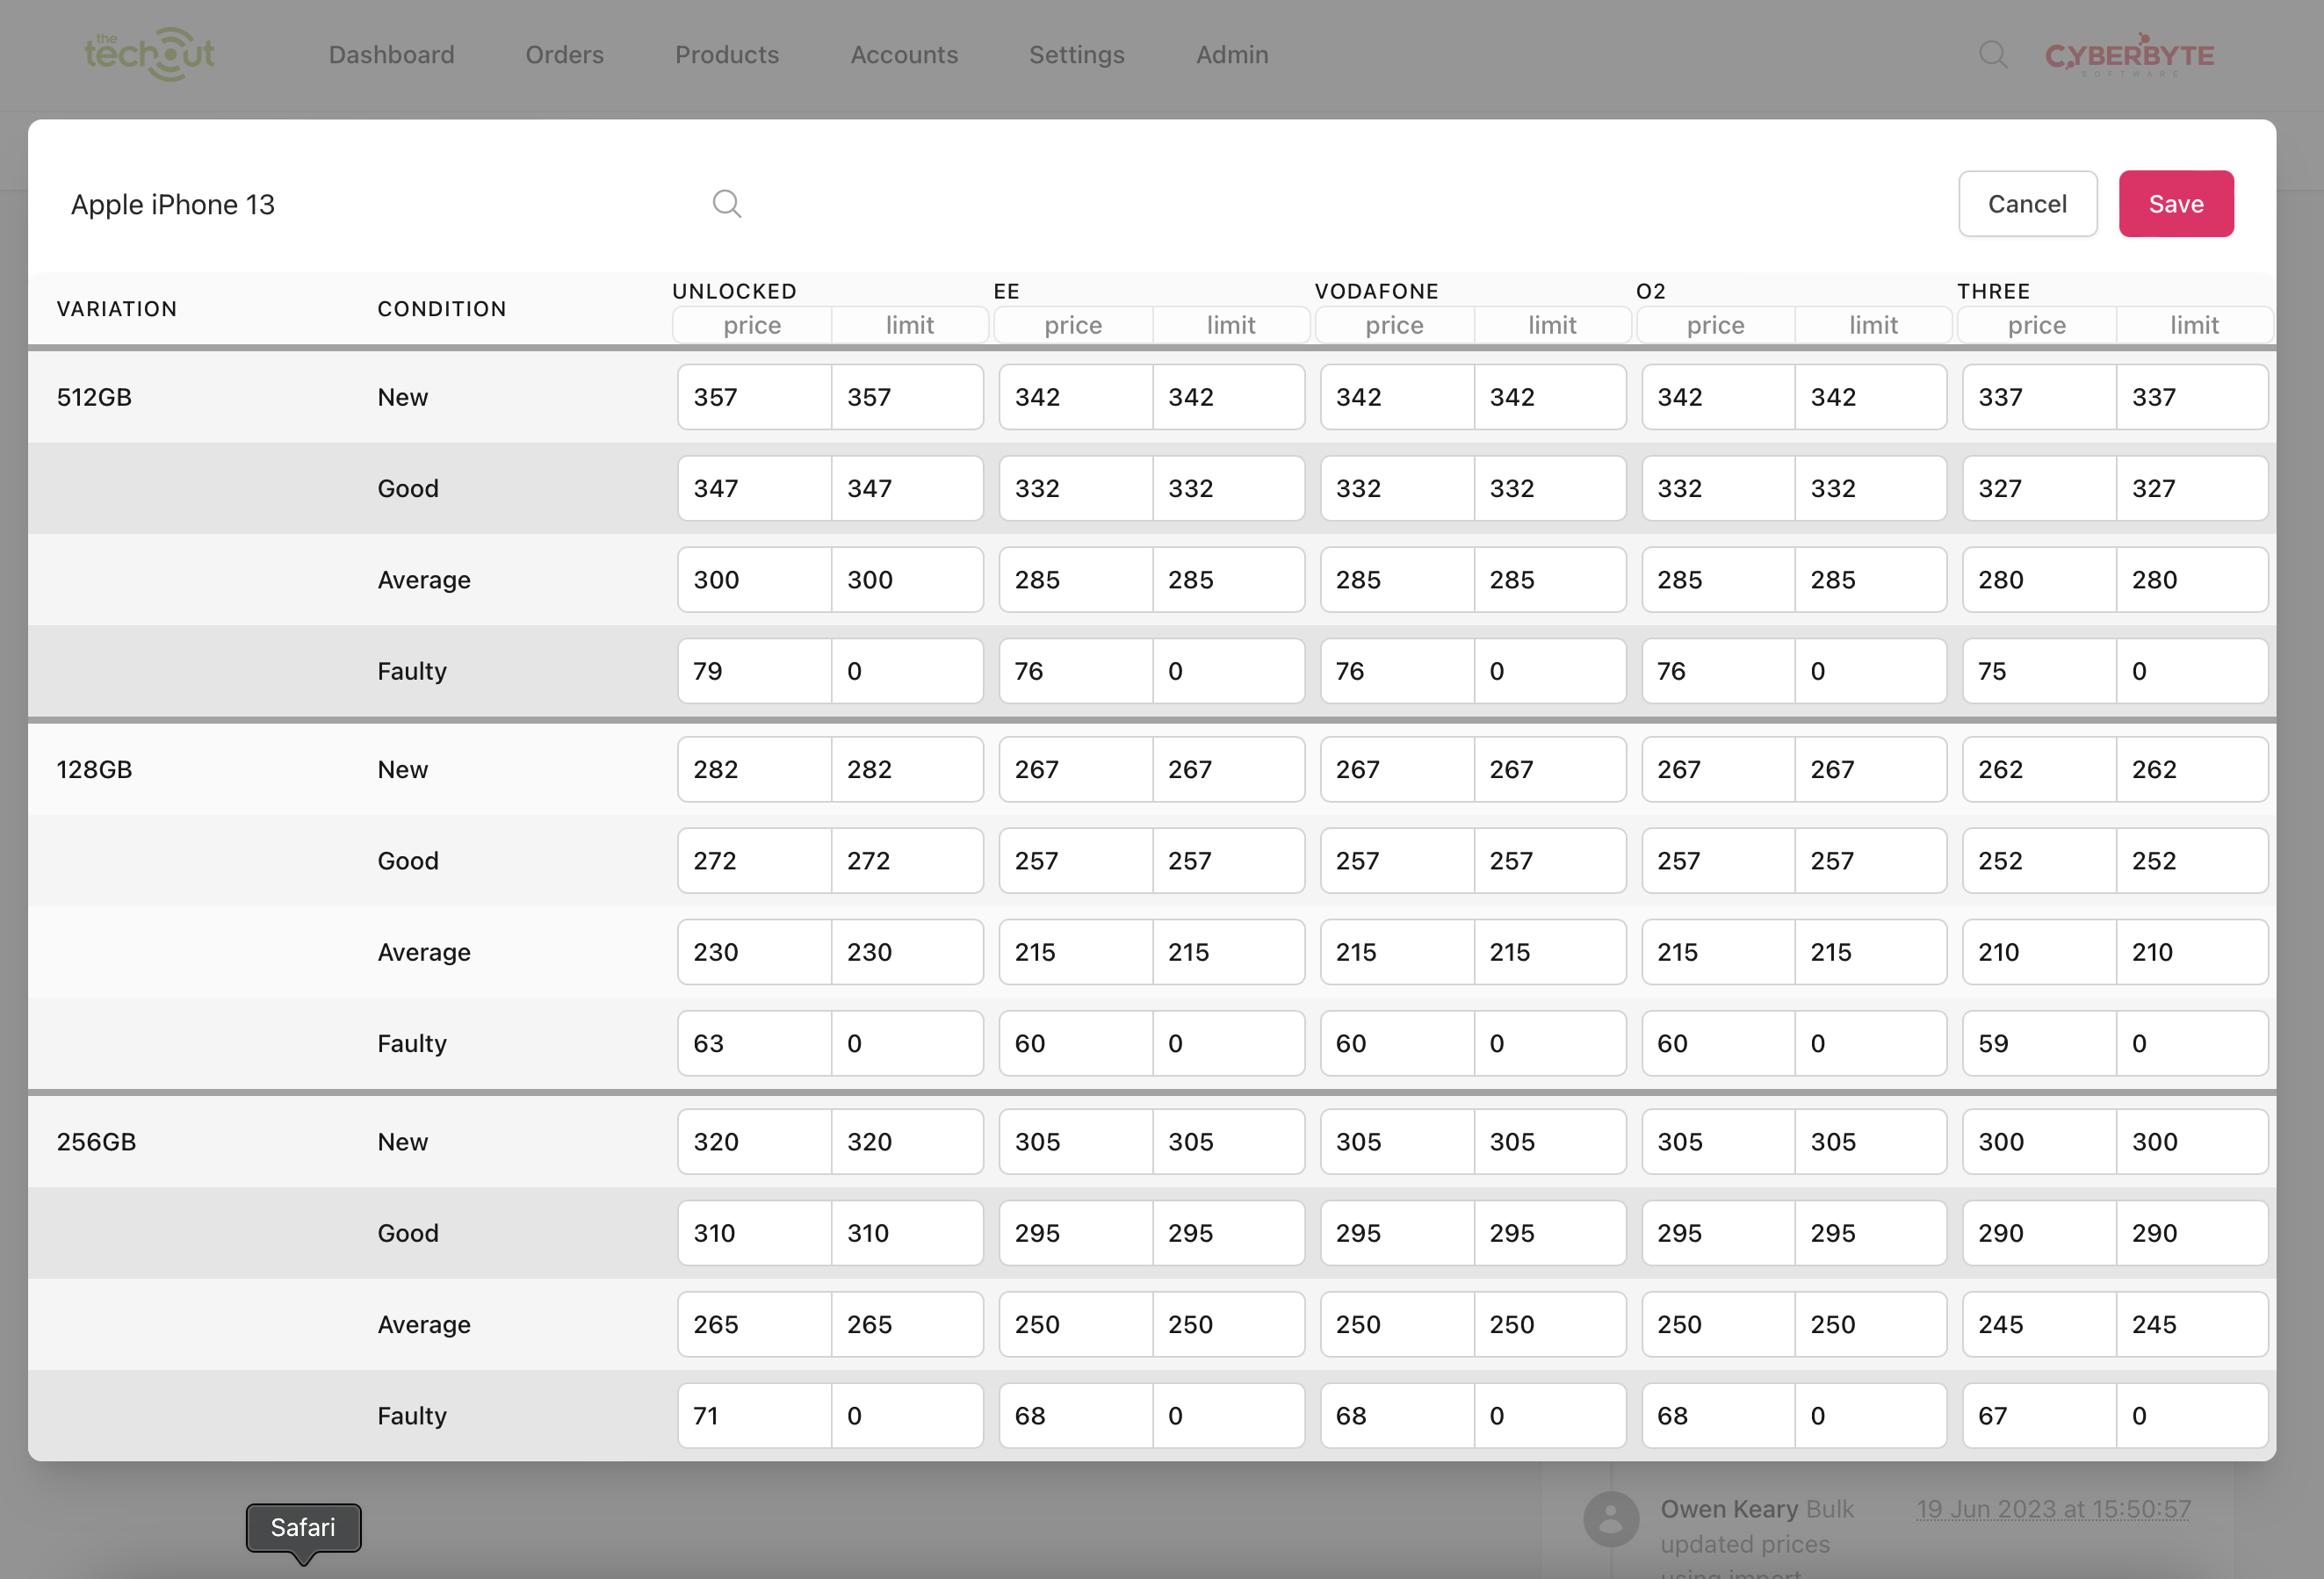 the
techout
Dashboard Orders Products Accounts Settings Admin
CYBERBYTE
SOFTWARE
Apple iPhone 13
Cancel Save
VARIATION CONDITION UNLOCKED EE VODAFONE O2 THREE
price limit price limit price limit price limit price limit
512GB New 357 357 342 342 342 342 342 342 337 337
Good 347 347 332 332 332 332 332 332 327 327
Average 300 300 285 285 285 285 285 285 280 280
Faulty 79 0 76 0 76 0 76 0 75 0
128GB New 282 282 267 267 267 267 267 267 262 262
Good 272 272 257 257 257 257 257 257 252 252
Average 230 230 215 215 215 215 215 215 210 210
Faulty 63 0 60 0 60 0 60 0 59 0
256GB New 320 320 305 305 305 305 305 305 300 300
Good 310 310 295 295 295 295 295 295 290 290
Average 265 265 250 250 250 250 250 250 245 245
Faulty 71 0 68 0 68 0 68 0 67 0
Owen Keary Bulk 19 Jun 2023 at 15:50:57
Safari
updated prices
using import